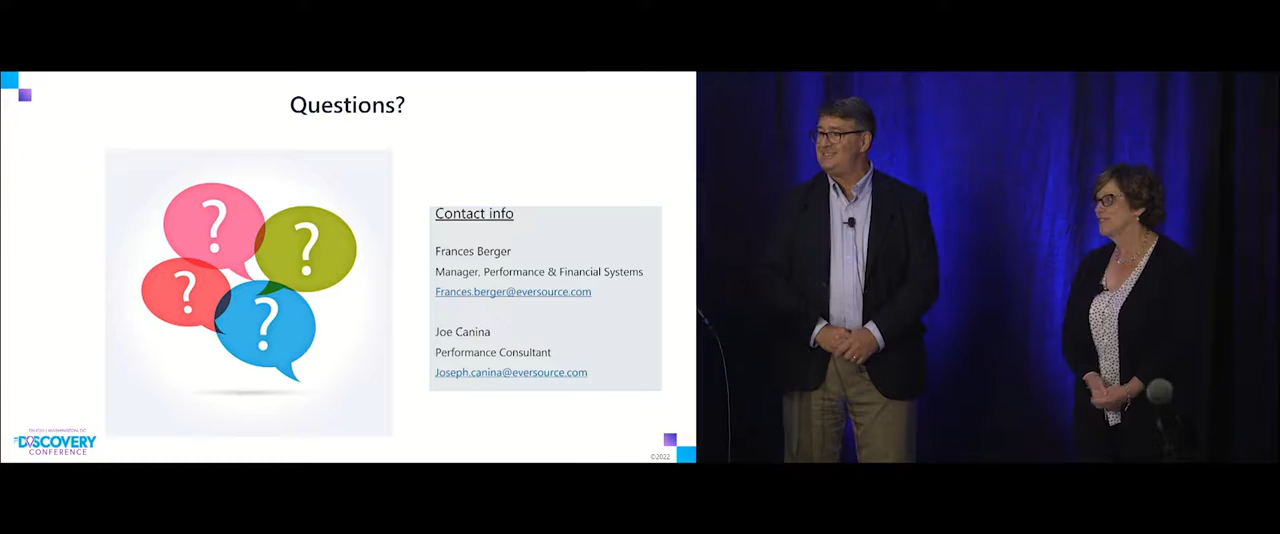 Questions?
?
?
?
?
Contact info
Frances Berger
Manager, Performance & Financial Systems
Frances.berger@eversource.com
Joe Canina
Performance Consultant
Joseph.canina@eversource.com
DISCOVERY
CONFERENCE
©2022